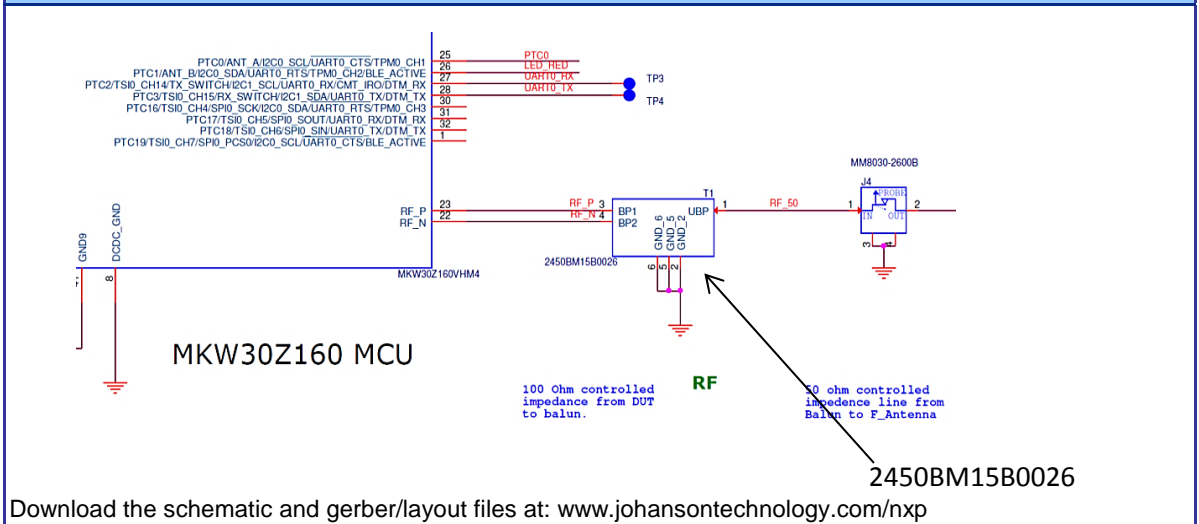 PTC0/ANT_A/I2C0_SCL/UART0_CTS/TPM0_CH1 25 PTC0
PTC1/ANT_B/I2C0_SDA/UART0_RTS/TPM0_CH2/BLE_ACTIVE 26 LED_RED
PTC2/TSI0_CH14/TX_SWITCH/I2C1_SCL/UART0_RX/CMT_IRO/DTM_RX 27 UART0_RX TP3
PTC3/TSI0_CH15/RX_SWITCH/I2C1_SDA/UART0_TX/DTM_TX 28 UART0_TX TP4
PTC16/TSI0_CH4/SPI0_SCK/I2C0_SDA/UART0_RTS/TPM0_CH3 30
PTC17/TSI0_CH5/SPI0_SOUT/UART0_RX/DTM_RX 31
PTC18/TSI0_CH6/SPI0_SIN/UART0_TX/DTM_TX 32
PTC19/TSI0_CH7/SPI0_PCS0/I2C0_SCL/UART0_CTS/BLE_ACTIVE 1
MM8030-2600B
J4
PROBE
IN OUT
1 2
3 4
T1
RF_P 23 RF_P 3 BP1 UBP 1 RF_50
RF_N 22 RF_N 4 BP2
GND_6 GND_5 GND_2
6 5 2
2450BM15B0026
GND9
DCDC_GND
8
MKW30Z160VHM4
MKW30Z160 MCU
RF
100 Ohm controlled
impedance from DUT
to balun.
50 ohm controlled
impedence line from
Balun to F_Antenna
2450BM15B0026
Download the schematic and gerber/layout files at: www.johansontechnology.com/nxp